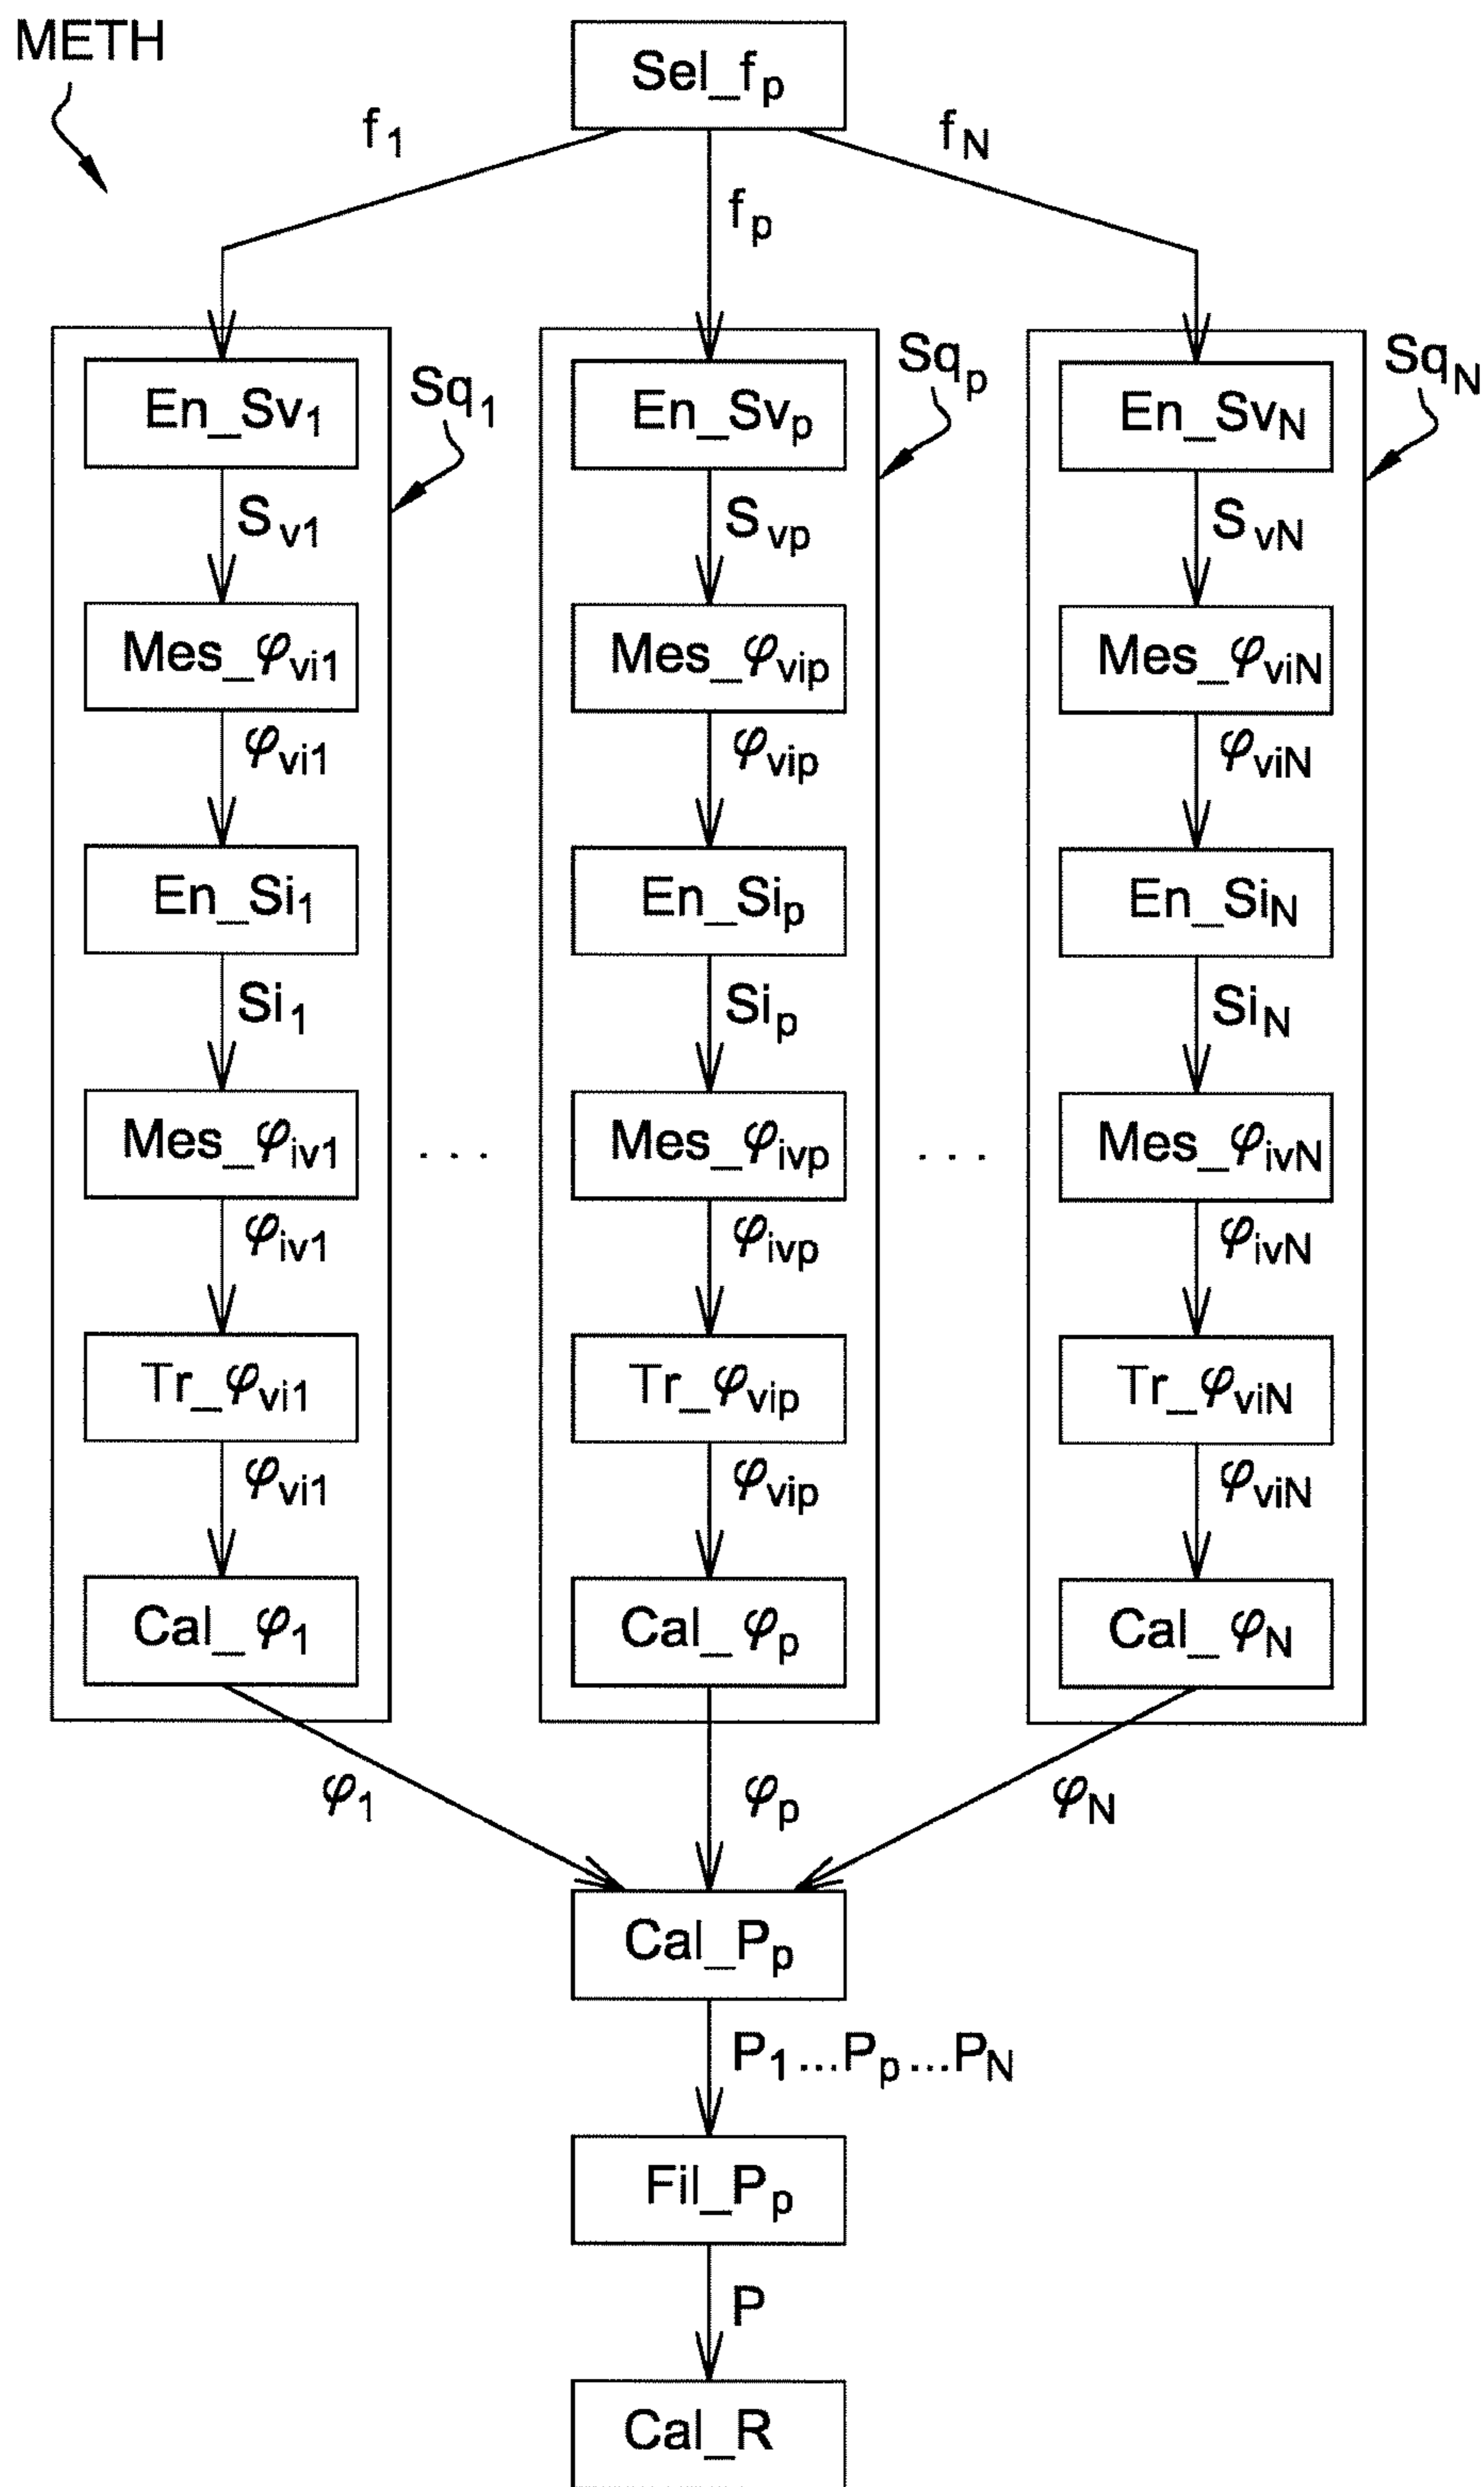 METH
Sel_fp
f1
fp
fN
Sq1
Sqp
SqN
En_Sv1
En_Svp
En_SvN
Sv1
Svp
SvN
Mes_φvi1
Mes_φvip
Mes_φviN
φvi1
φvip
φviN
En_Si1
En_Sip
En_SiN
Si1
Sip
SiN
Mes_φiv1
...
Mes_φivp
...
Mes_φivN
φiv1
φivp
φivN
Tr_φvi1
Tr_φvip
Tr_φviN
φvi1
φvip
φviN
Cal_φ1
Cal_φp
Cal_φN
φ1
φp
φN
Cal_Pp
P1...Pp...PN
Fil_Pp
P
Cal_R